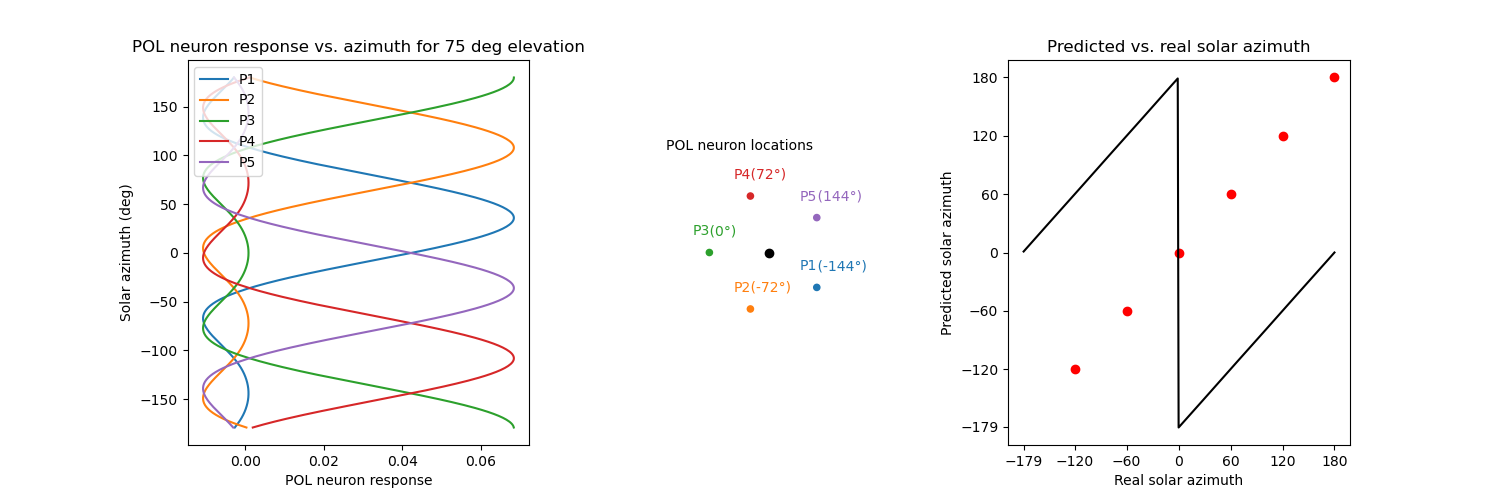 POL neuron response vs. azimuth for 75 deg elevation
P1
P2
P3
P4
P5
150
100
50
0
−50
−100
−150
Solar azimuth (deg)
0.00 0.02 0.04 0.06
POL neuron response
POL neuron locations
P4(72°)
P5(144°)
P3(0°)
P1(-144°)
P2(-72°)
Predicted vs. real solar azimuth
180
120
60
0
−60
−120
−179
Predicted solar azimuth
−179 −120 −60 0 60 120 180
Real solar azimuth